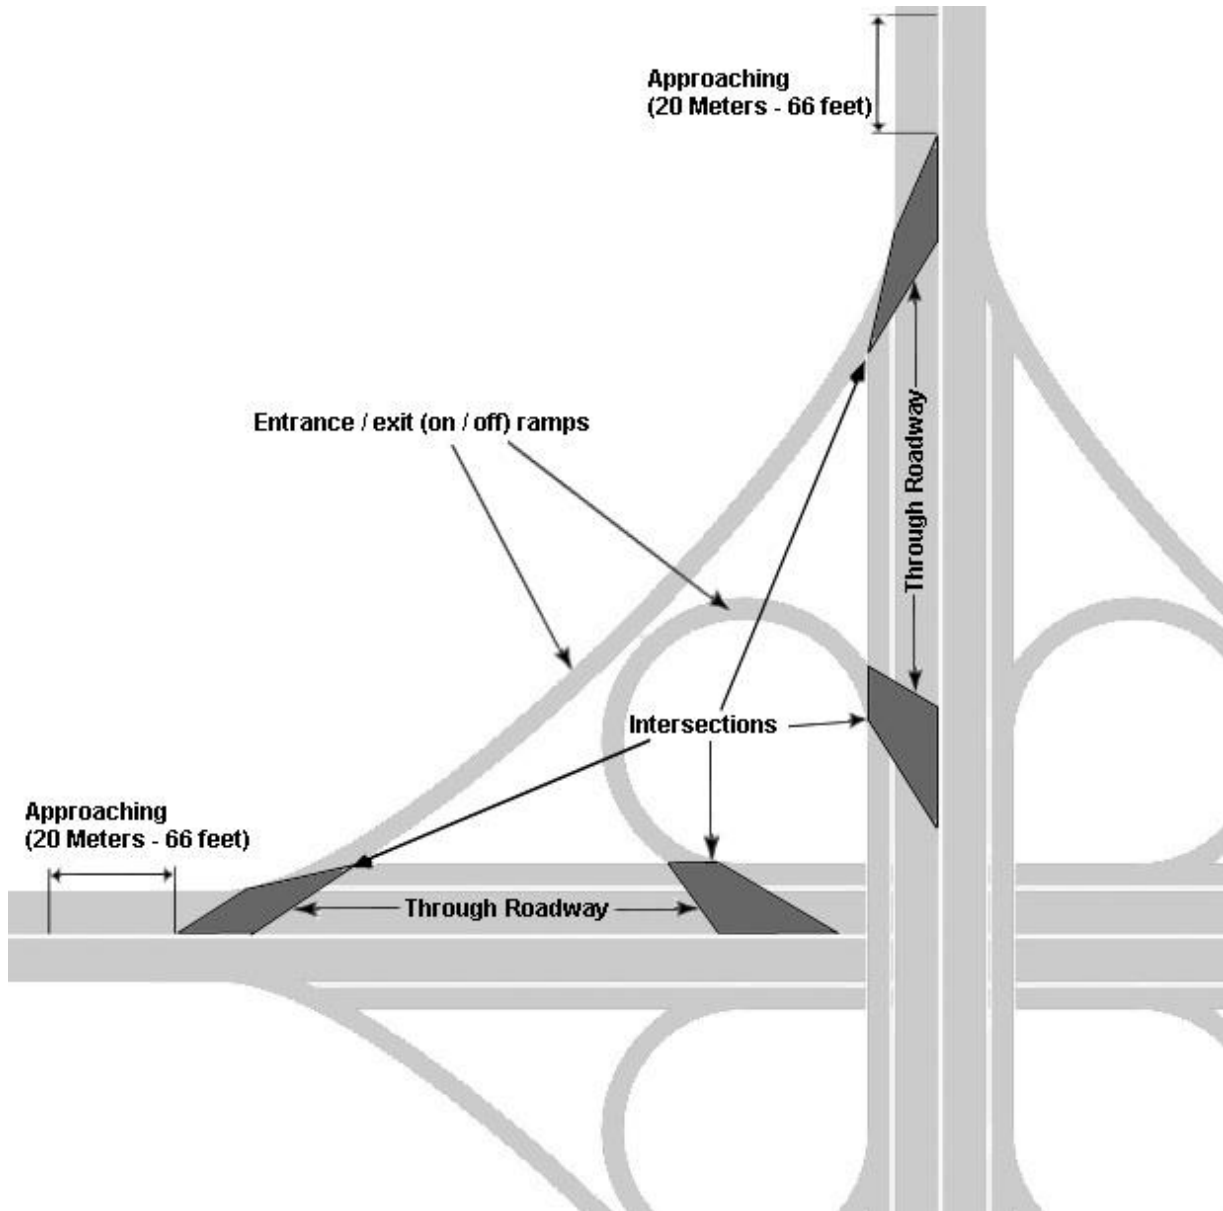 Approaching
(20 Meters - 66 feet)
Entrance / exit (on / off) ramps
Through Roadway
Intersections
Approaching
(20 Meters - 66 feet)
Through Roadway